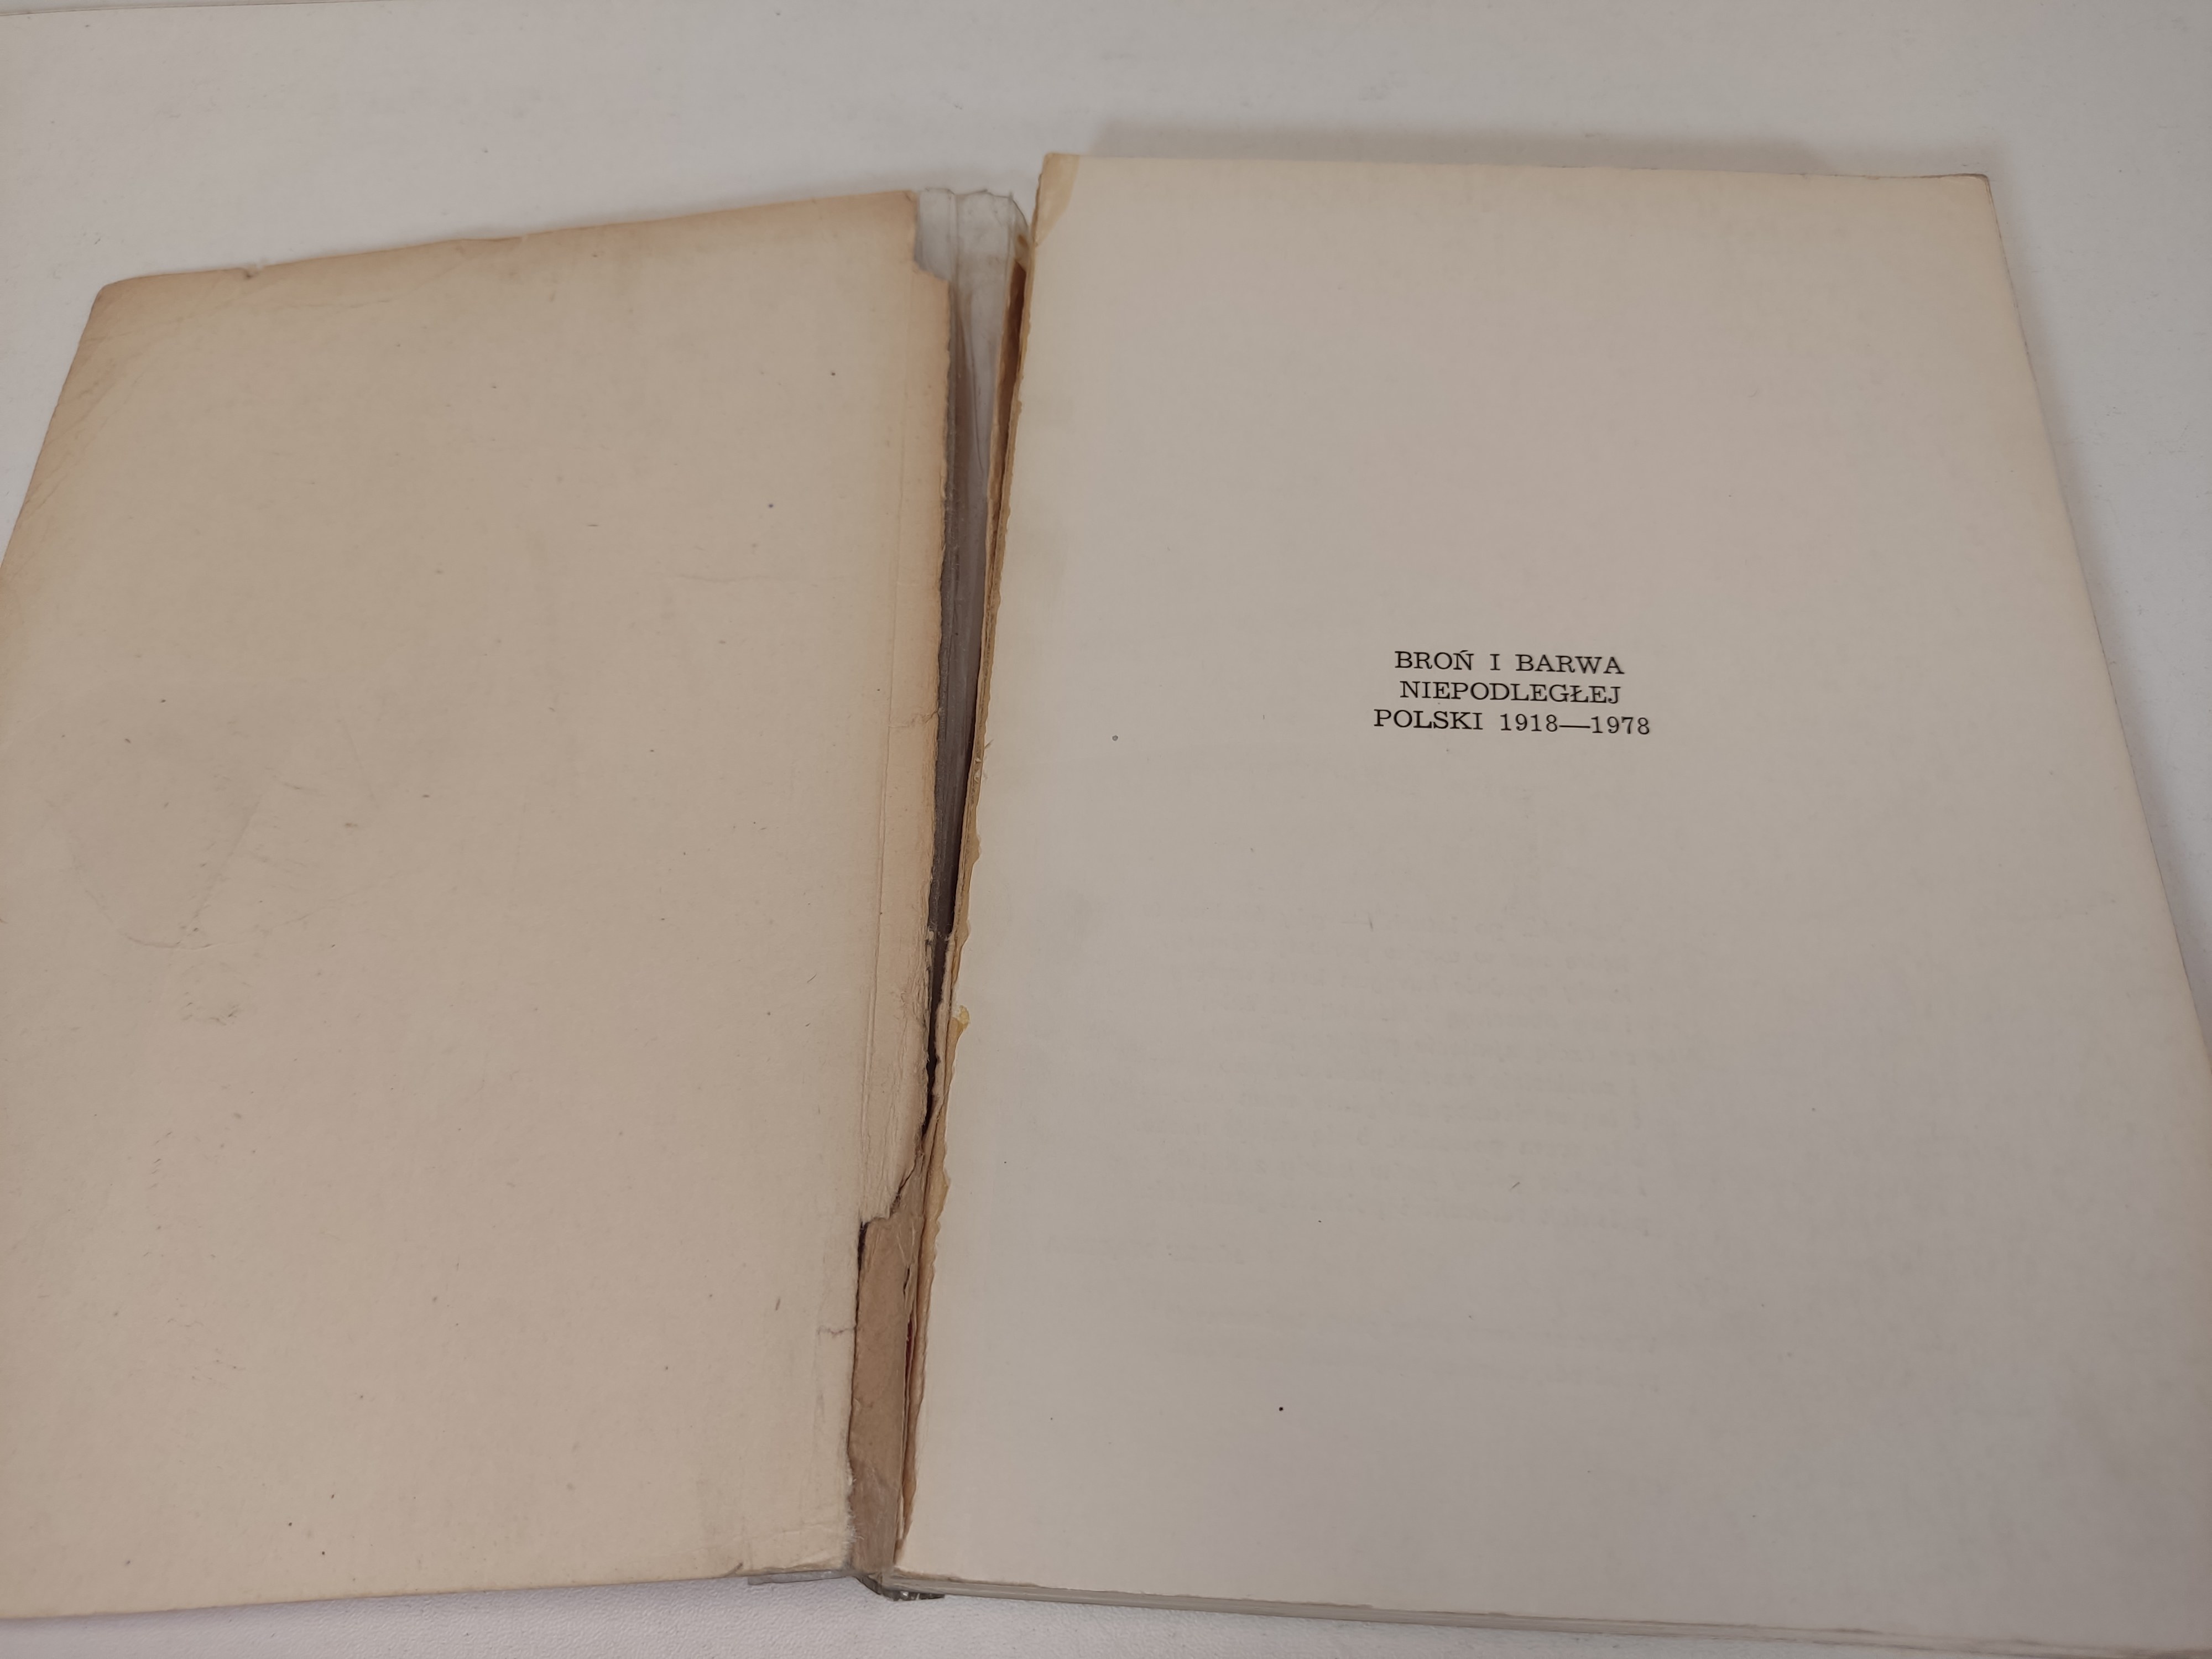 BROŃ I BARWA
NIEPODLEGŁEJ
POLSKI 1918—1978